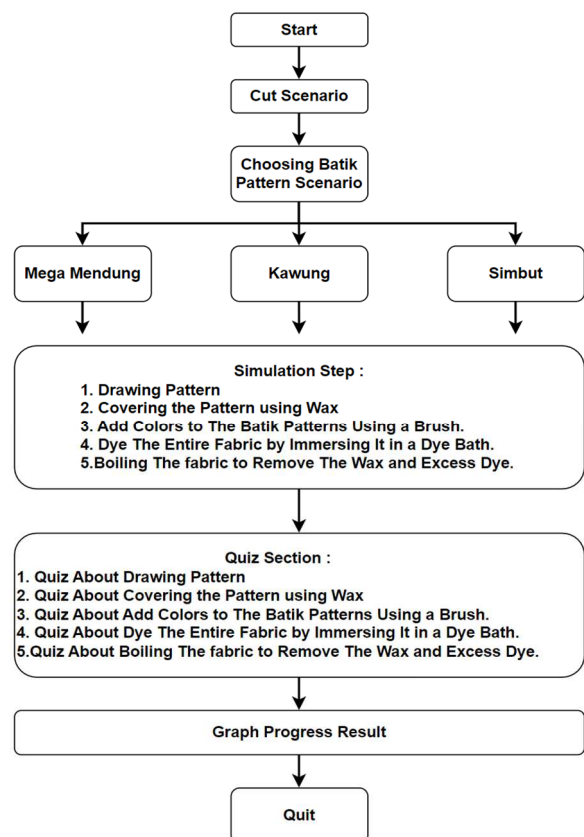 Start
Cut Scenario
Choosing Batik
Pattern Scenario
Mega Mendung
Kawung
Simbut
Simulation Step :
1. Drawing Pattern
2. Covering the Pattern using Wax
3. Add Colors to The Batik Patterns Using a Brush.
4. Dye The Entire Fabric by Immersing It in a Dye Bath.
5.Boiling The fabric to Remove The Wax and Excess Dye.
Quiz Section :
1. Quiz About Drawing Pattern
2. Quiz About Covering the Pattern using Wax
3. Quiz About Add Colors to The Batik Patterns Using a Brush.
4. Quiz About Dye The Entire Fabric by Immersing It in a Dye Bath.
5.Quiz About Boiling The fabric to Remove The Wax and Excess Dye.
Graph Progress Result
Quit